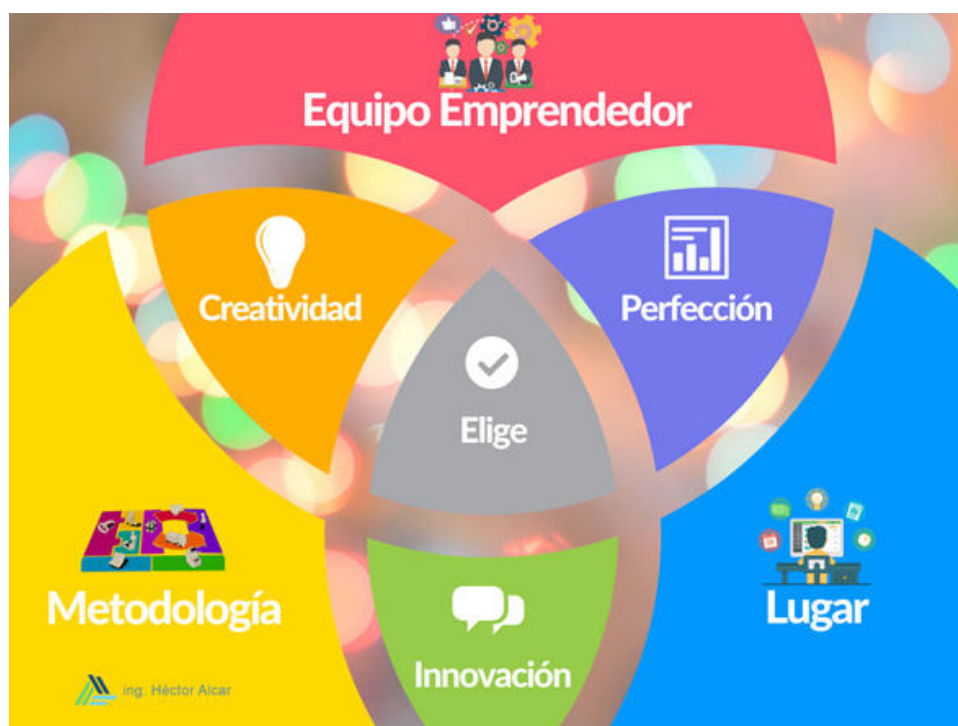 Equipo Emprendedor
Creatividad
Perfección
Elige
Metodología
Lugar
Innovación
ing. Héctor Alcar